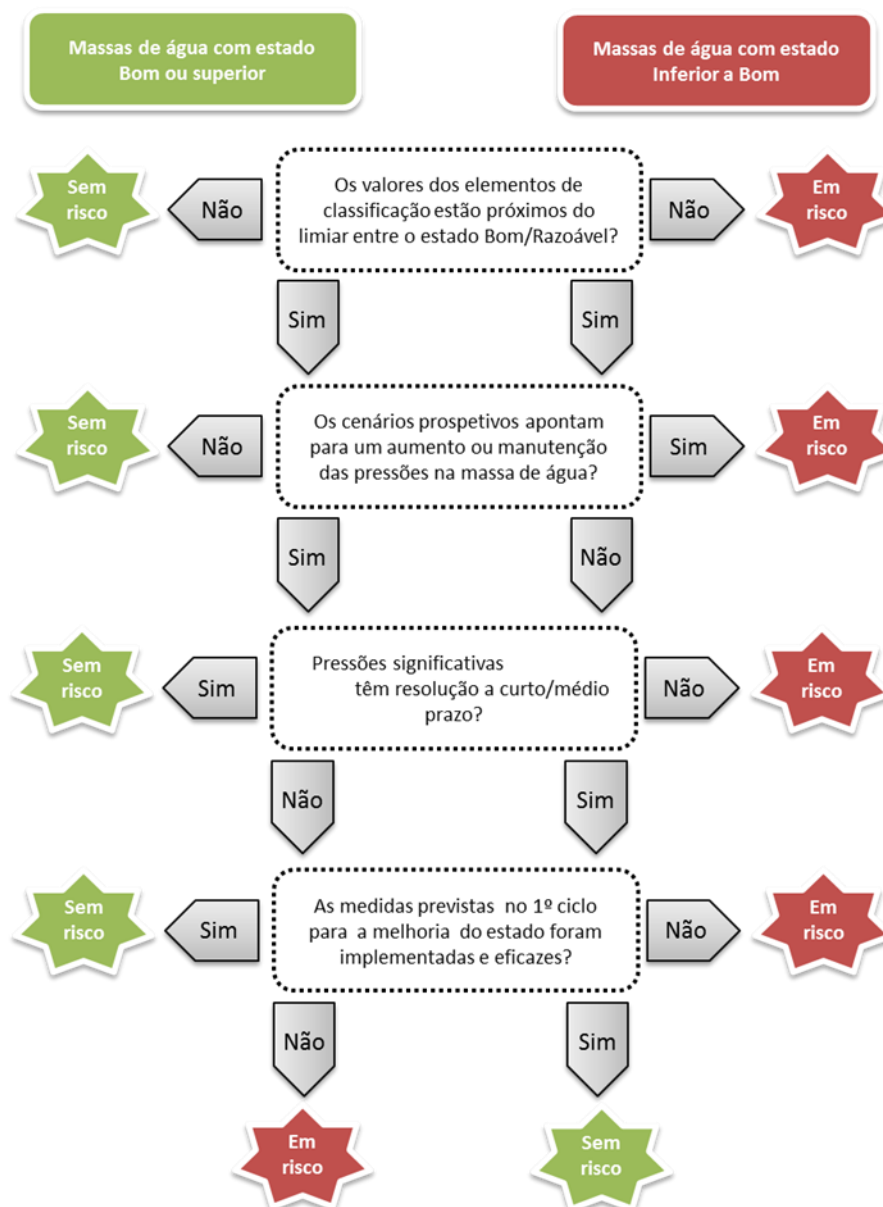 Massas de água com estado
Bom ou superior
Massas de água com estado
Inferior a Bom
Sem
risco
Não
Os valores dos elementos de
classificação estão próximos do
limiar entre o estado Bom/Razoável?
Não
Em
risco
Sim
Sim
Sem
risco
Não
Os cenários prospetivos apontam
para um aumento ou manutenção
das pressões na massa de água?
Sim
Em
risco
Sim
Não
Sem
risco
Sim
Pressões significativas
têm resolução a curto/médio
prazo?
Não
Em
risco
Não
Sim
Sem
risco
Sim
As medidas previstas no 1º ciclo
para a melhoria do estado foram
implementadas e eficazes?
Não
Em
risco
Não
Sim
Em
risco
Sem
risco